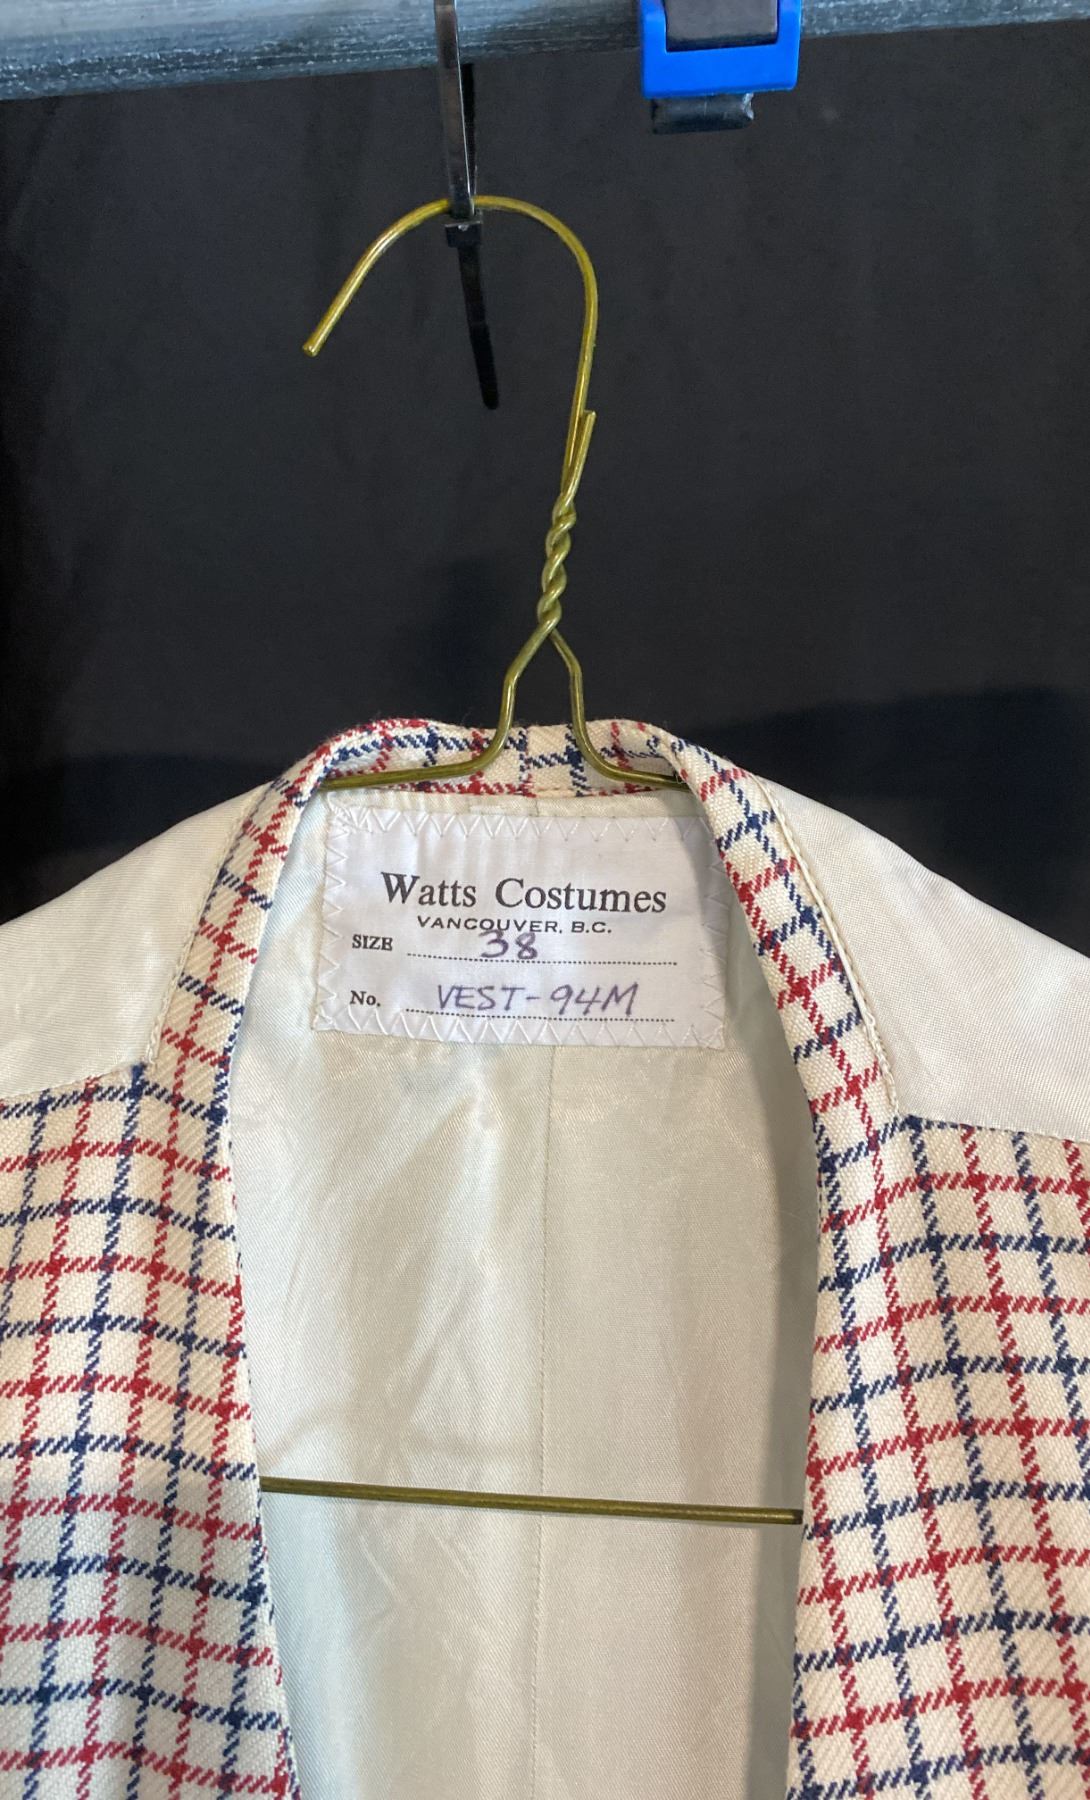 Watts Costumes
VANCOUVER, B.C.
SIZE 38
No. VEST-94M